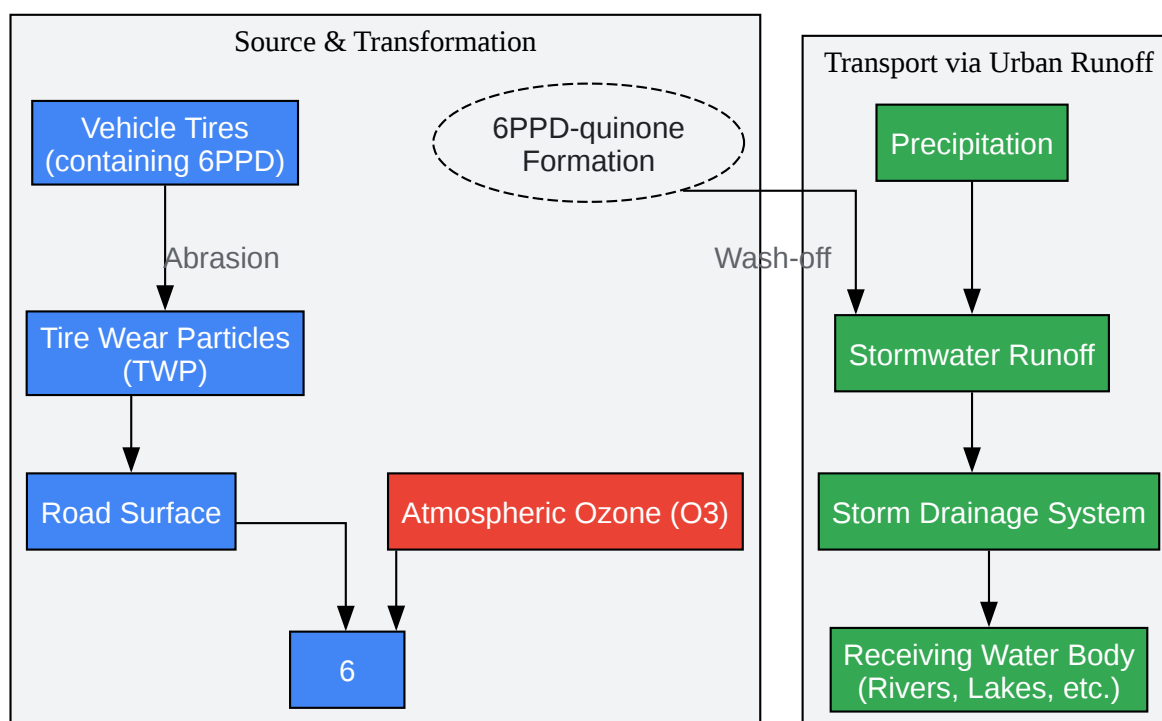 Source & Transformation
Vehicle Tires
(containing 6PPD)
6PPD-quinone
Formation
Abrasion
Tire Wear Particles
(TWP)
Road Surface
Atmospheric Ozone (O3)
6
Wash-off
Transport via Urban Runoff
Precipitation
Stormwater Runoff
Storm Drainage System
Receiving Water Body
(Rivers, Lakes, etc.)